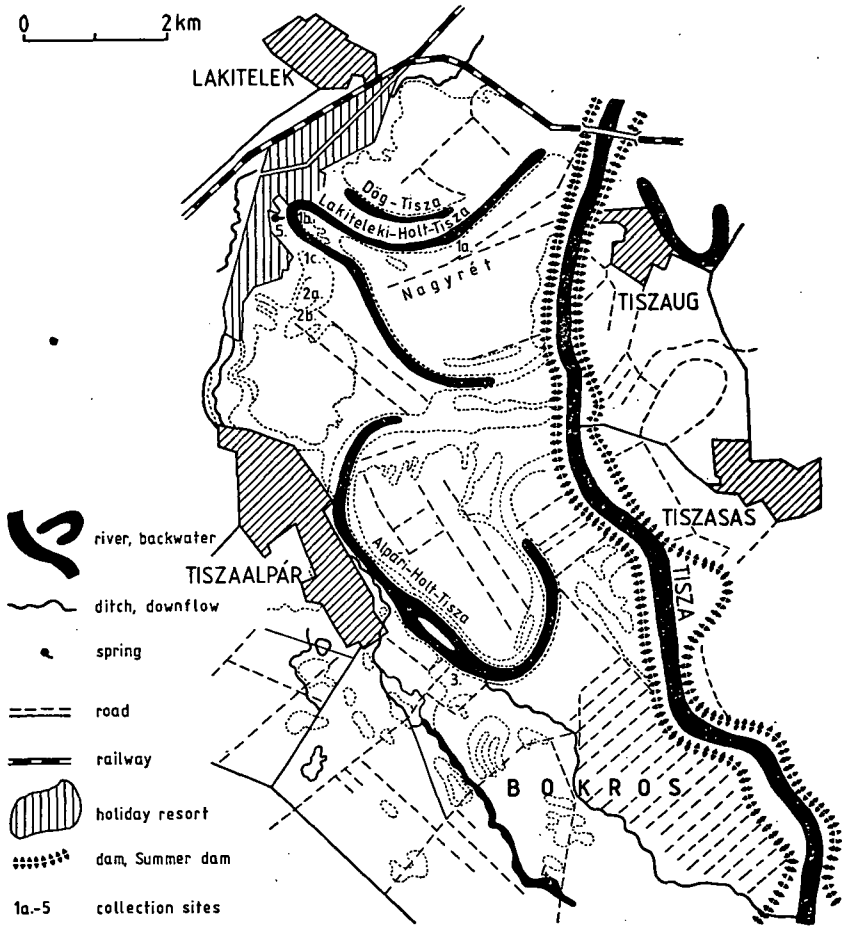 0 2 km
LAKITELEK
Dög-Tisza
Lakiteleki-Holt-Tisza
1b.
5.
1a.
1c.
Nagyrét
2a.
2b.
TISZAUG
TISZASAS
TISZAALPÁR
Alpári-Holt-Tisza
TISZA
3.
BOKROS
river, backwater
ditch, downflow
spring
road
railway
holiday resort
dam, Summer dam
1a.-5 collection sites